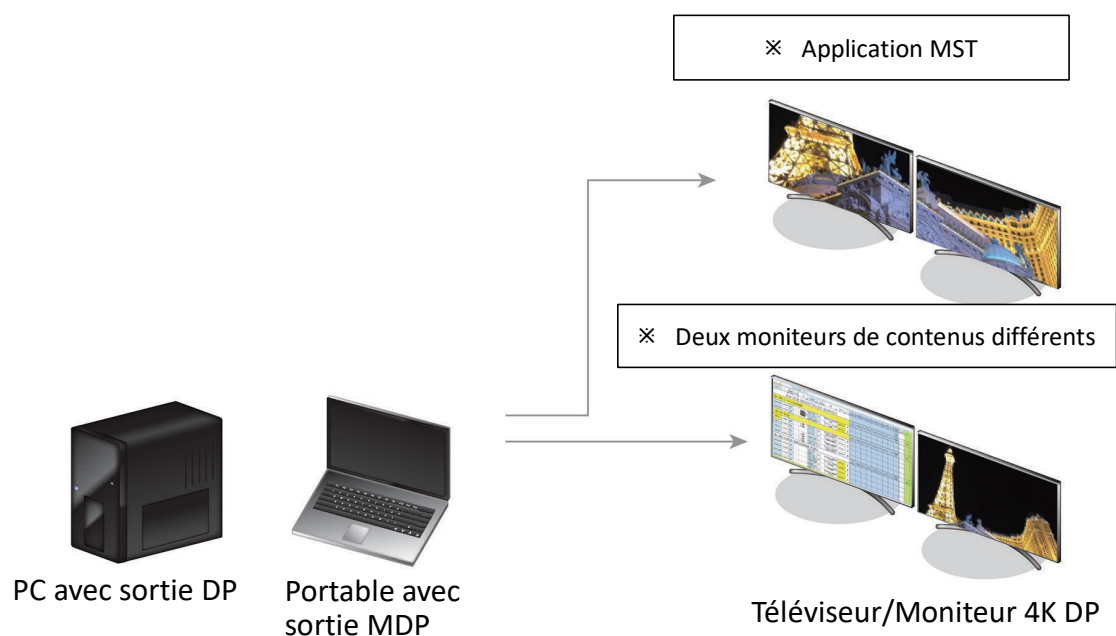 ※ Application MST
※ Deux moniteurs de contenus différents
PC avec sortie DP
Portable avec
sortie MDP
Téléviseur/Moniteur 4K DP